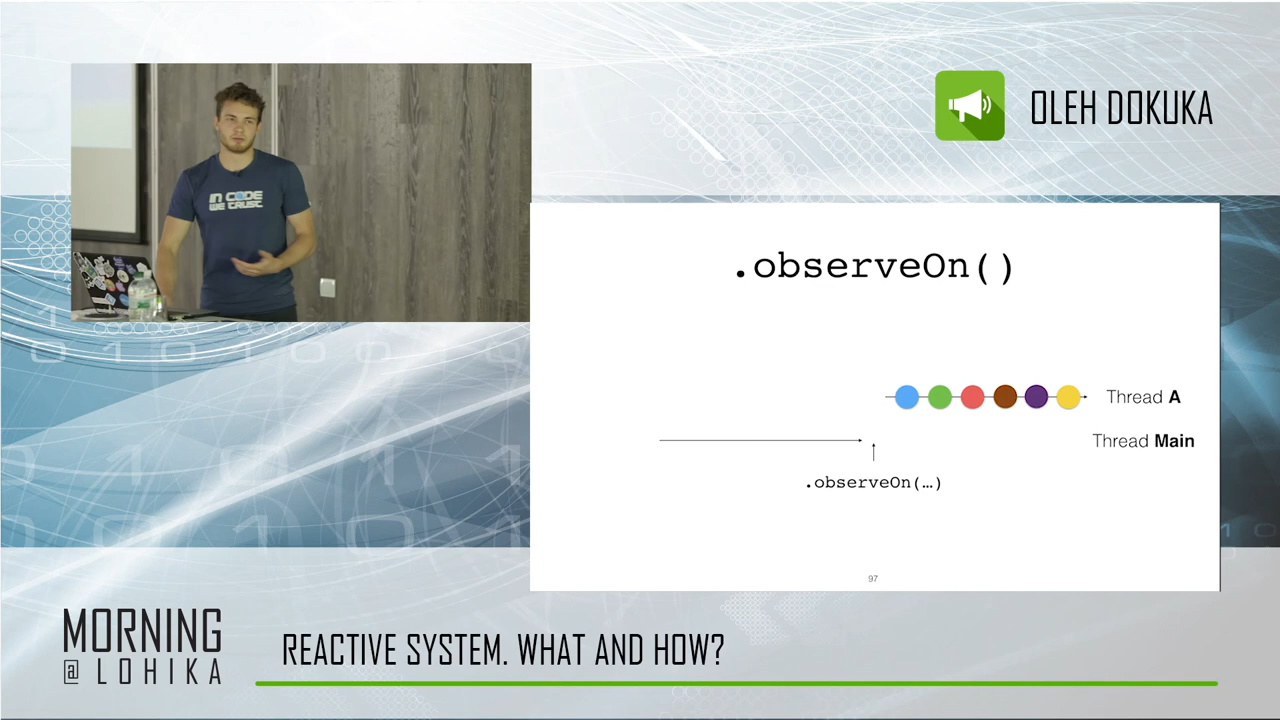 OLEH DOKUKA
IN CODE
WE TRUST
.observeOn()
Thread A
Thread Main
.observeOn(…)
97
MORNING
@ LOHIKA
REACTIVE SYSTEM. WHAT AND HOW?